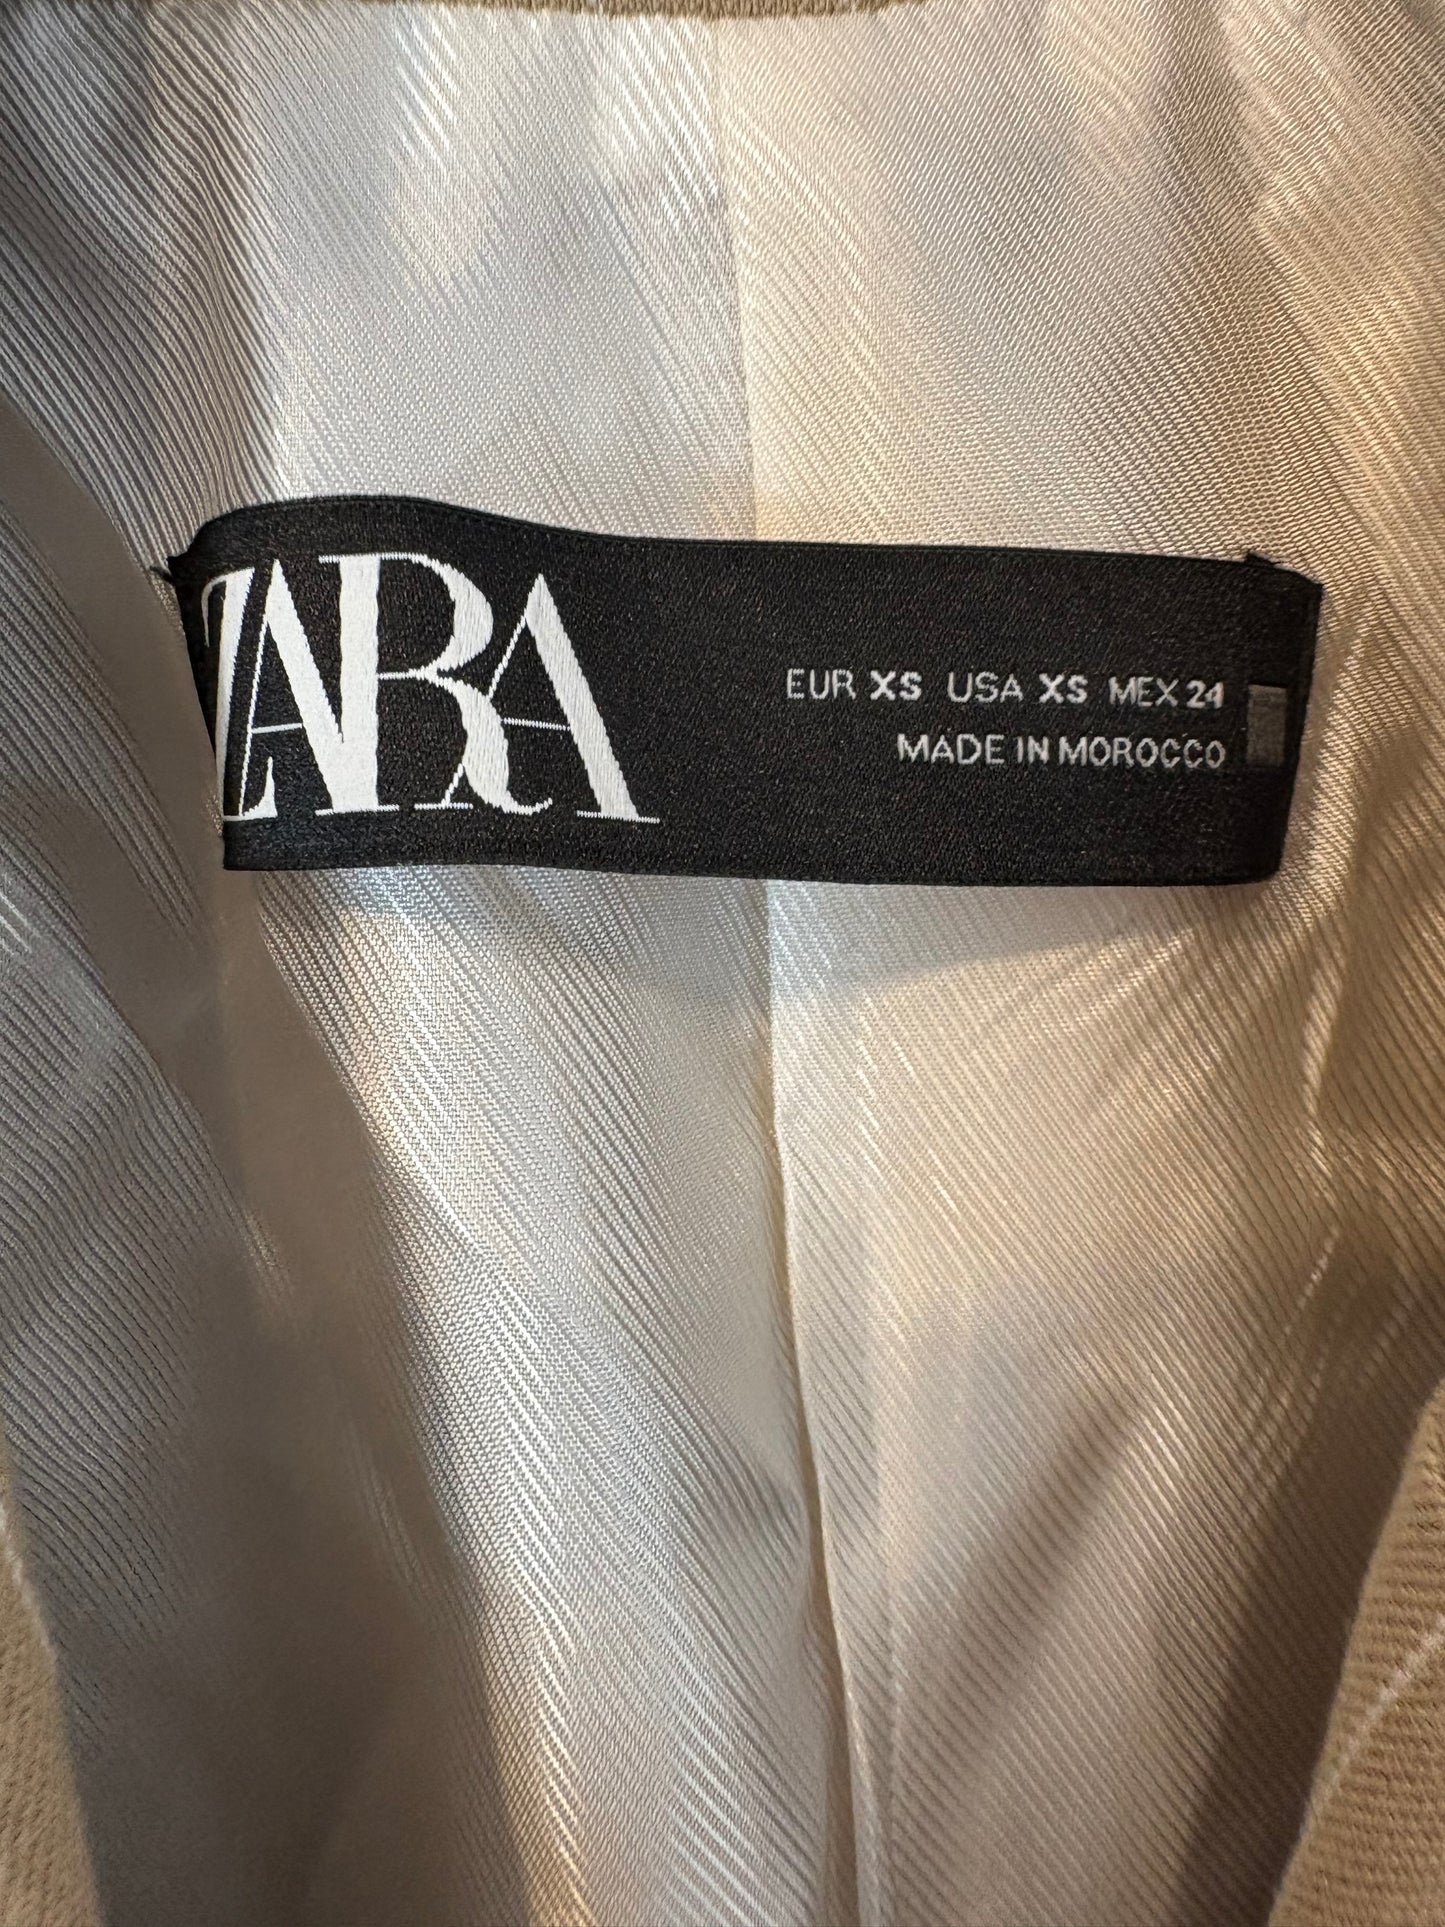 ZARA
EUR XS USA XS MEX 24
MADE IN MOROCCO